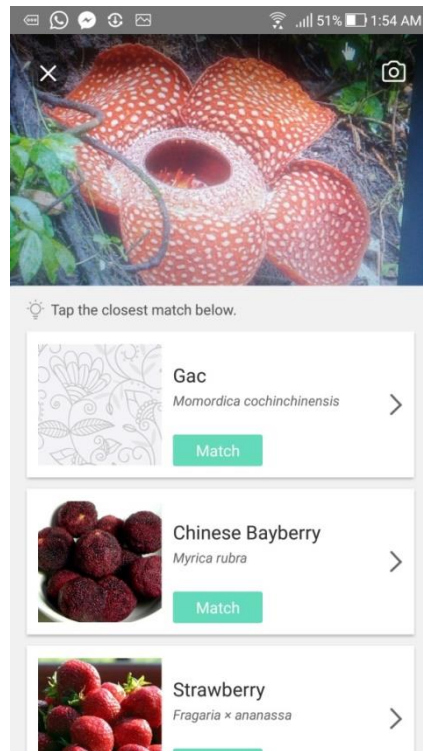 51% 1:54 AM
Tap the closest match below.
Gac
Momordica cochinchinensis
Match
Chinese Bayberry
Myrica rubra
Match
Strawberry
Fragaria × ananassa